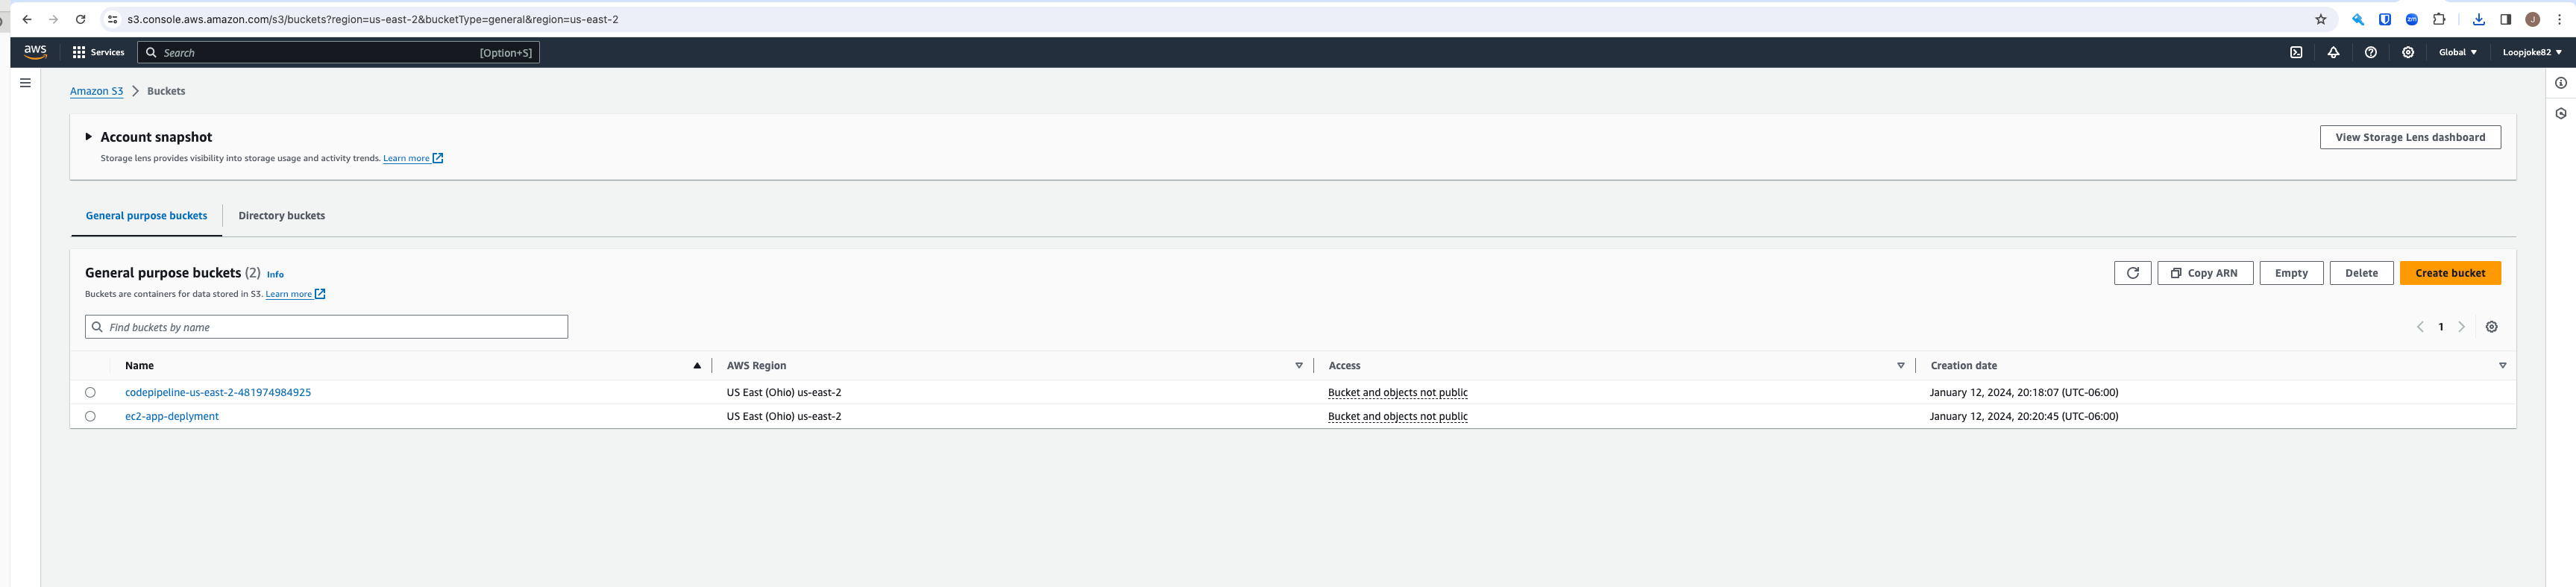 s3.console.aws.amazon.com/s3/buckets?region=us-east-2&bucketType=general&region=us-east-2
zm
J
aws
Services
Search
[Option+S]
Global
Loopjoke82
Amazon S3
Buckets
Account snapshot
View Storage Lens dashboard
Storage lens provides visibility into storage usage and activity trends. Learn more
General purpose buckets
Directory buckets
General purpose buckets (2) Info
Copy ARN
Empty
Delete
Create bucket
Buckets are containers for data stored in S3. Learn more
Find buckets by name
1
Name
AWS Region
Access
Creation date
codepipeline-us-east-2-481974984925
US East (Ohio) us-east-2
Bucket and objects not public
January 12, 2024, 20:18:07 (UTC-06:00)
ec2-app-deplyment
US East (Ohio) us-east-2
Bucket and objects not public
January 12, 2024, 20:20:45 (UTC-06:00)